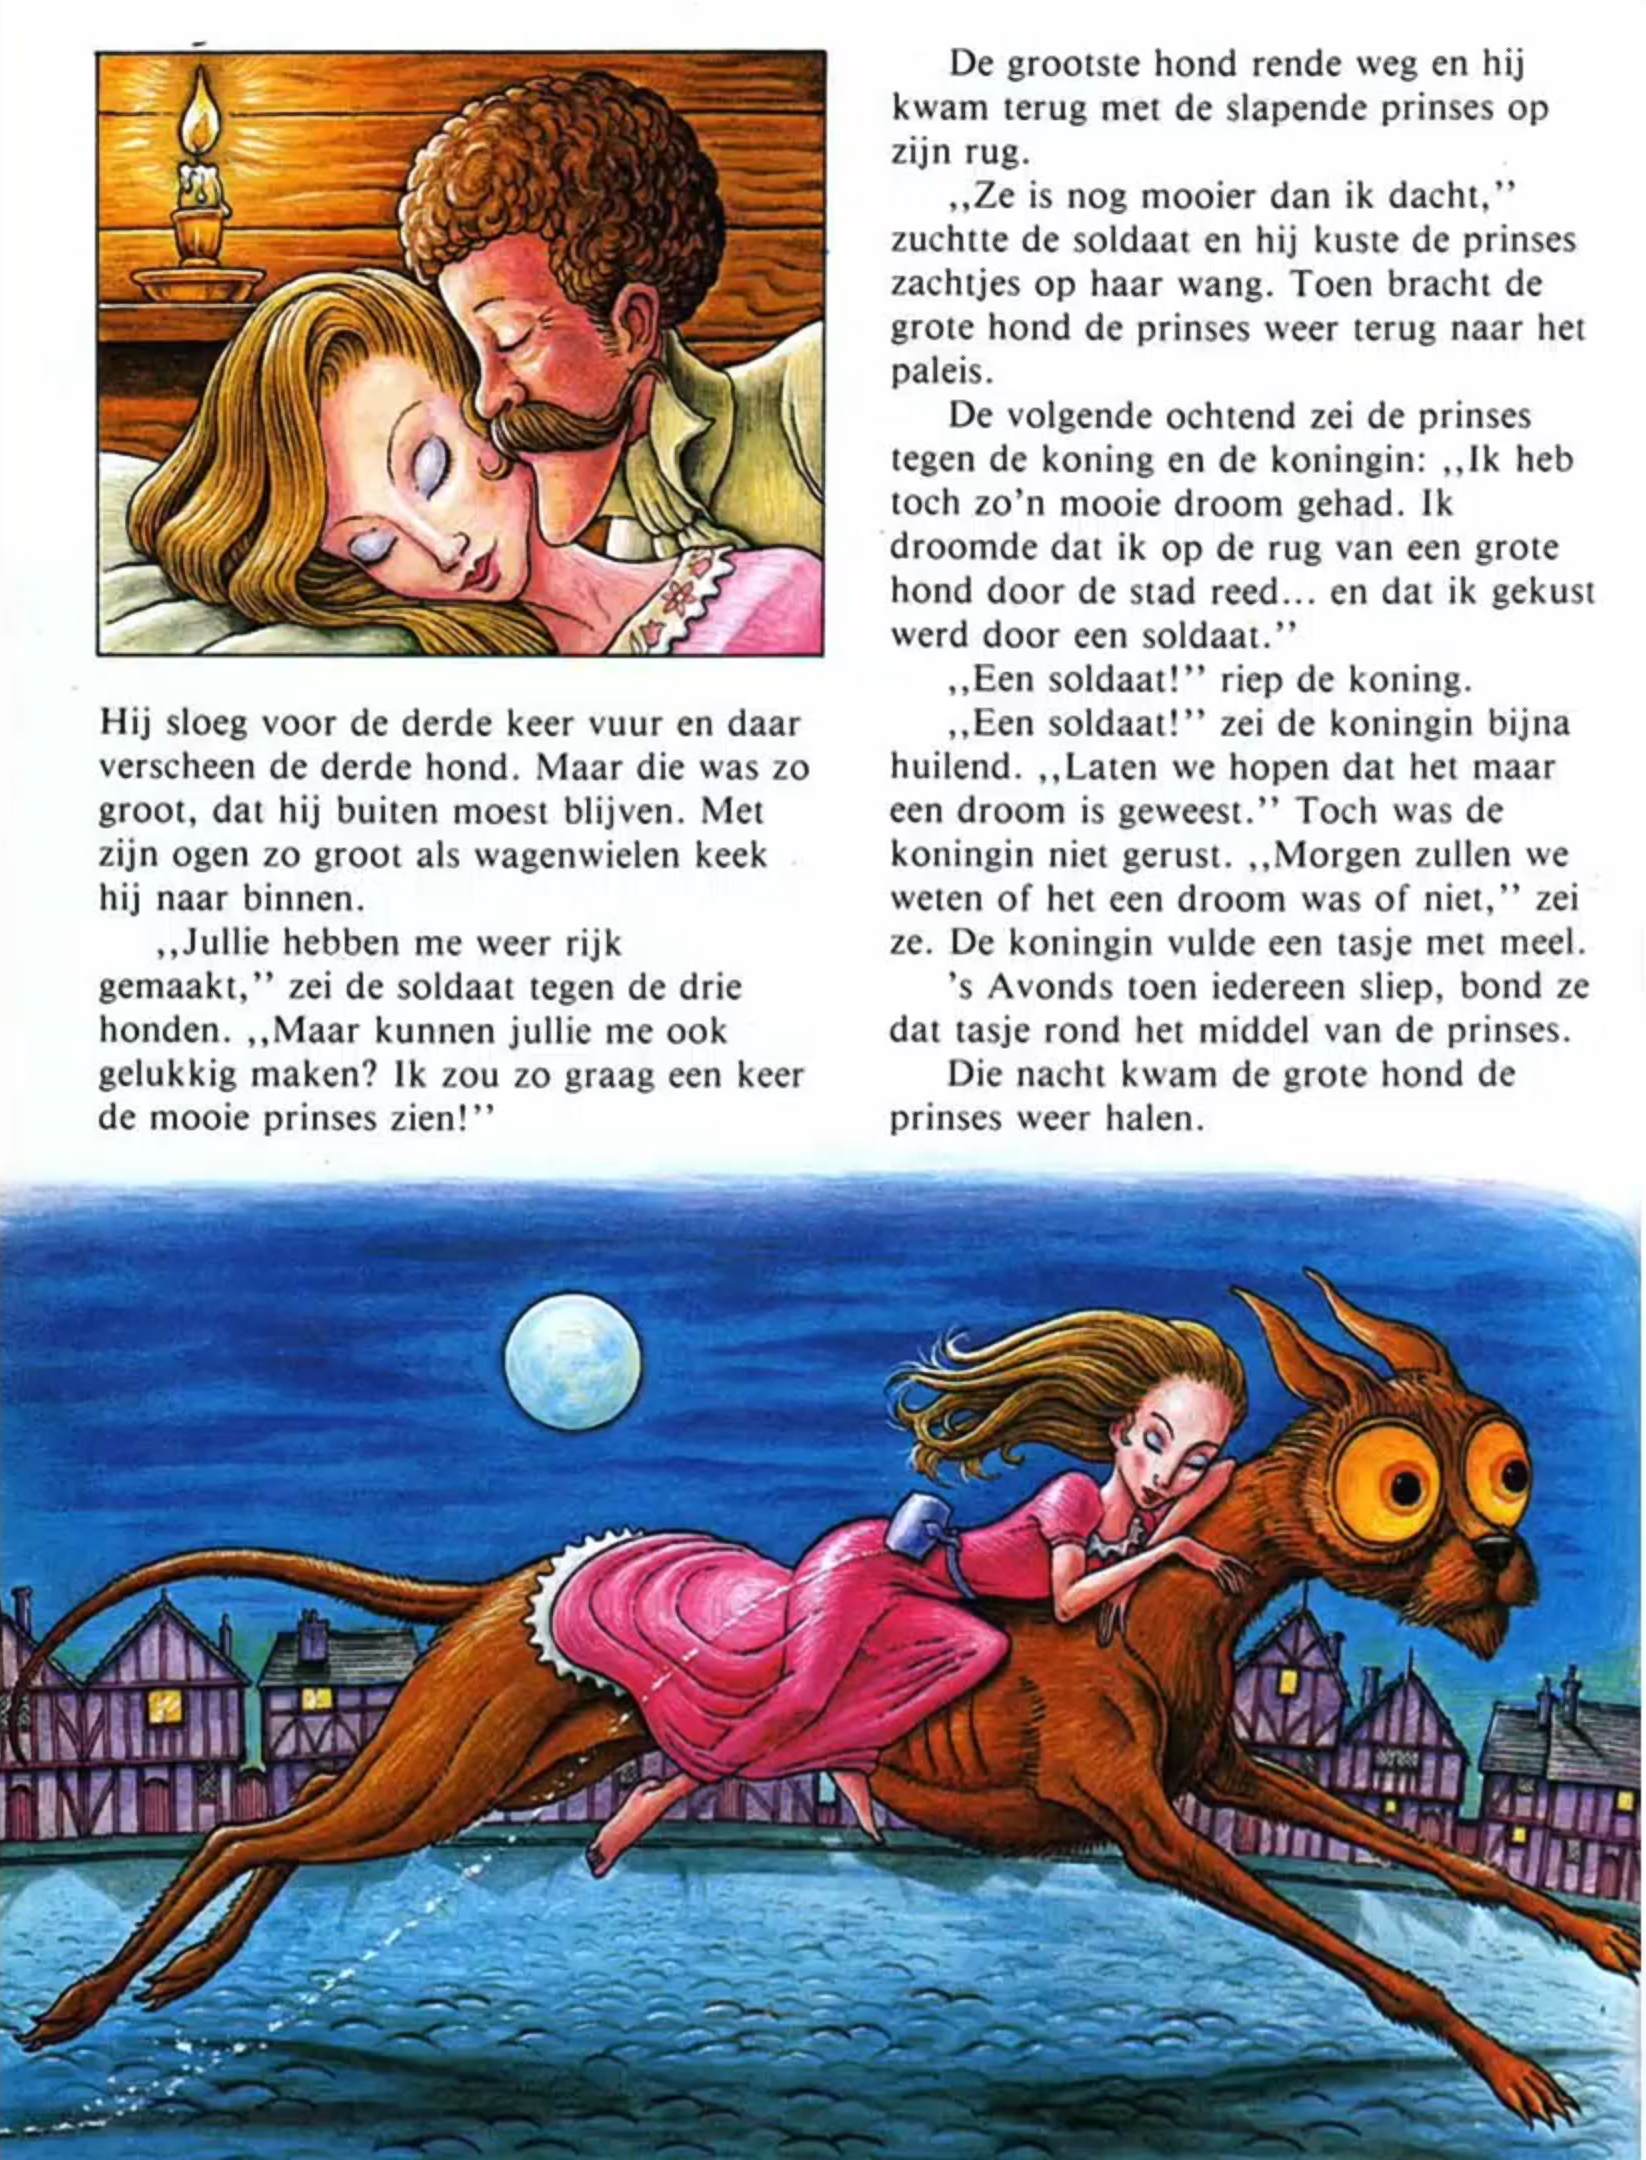 Hij sloeg voor de derde keer vuur en daar
verscheen de derde hond. Maar die was zo
groot, dat hij buiten moest blijven. Met
zijn ogen zo groot als wagenwielen keek
hij naar binnen.
,,Jullie hebben me weer rijk
gemaakt,’’ zei de soldaat tegen de drie
honden. ,,Maar kunnen jullie me ook
gelukkig maken? Ik zou zo graag een keer
de mooie prinses zien!’’
De grootste hond rende weg en hij
kwam terug met de slapende prinses op
zijn rug.
,,Ze is nog mooier dan ik dacht,’’
zuchtte de soldaat en hij kuste de prinses
zachtjes op haar wang. Toen bracht de
grote hond de prinses weer terug naar het
paleis.
De volgende ochtend zei de prinses
tegen de koning en de koningin: ,,Ik heb
toch zo’n mooie droom gehad. Ik
droomde dat ik op de rug van een grote
hond door de stad reed... en dat ik gekust
werd door een soldaat.’’
,,Een soldaat!’’ riep de koning.
,,Een soldaat!’’ zei de koningin bijna
huilend. ,,Laten we hopen dat het maar
een droom is geweest.’’ Toch was de
koningin niet gerust. ,,Morgen zullen we
weten of het een droom was of niet,’’ zei
ze. De koningin vulde een tasje met meel.
’s Avonds toen iedereen sliep, bond ze
dat tasje rond het middel van de prinses.
Die nacht kwam de grote hond de
prinses weer halen.